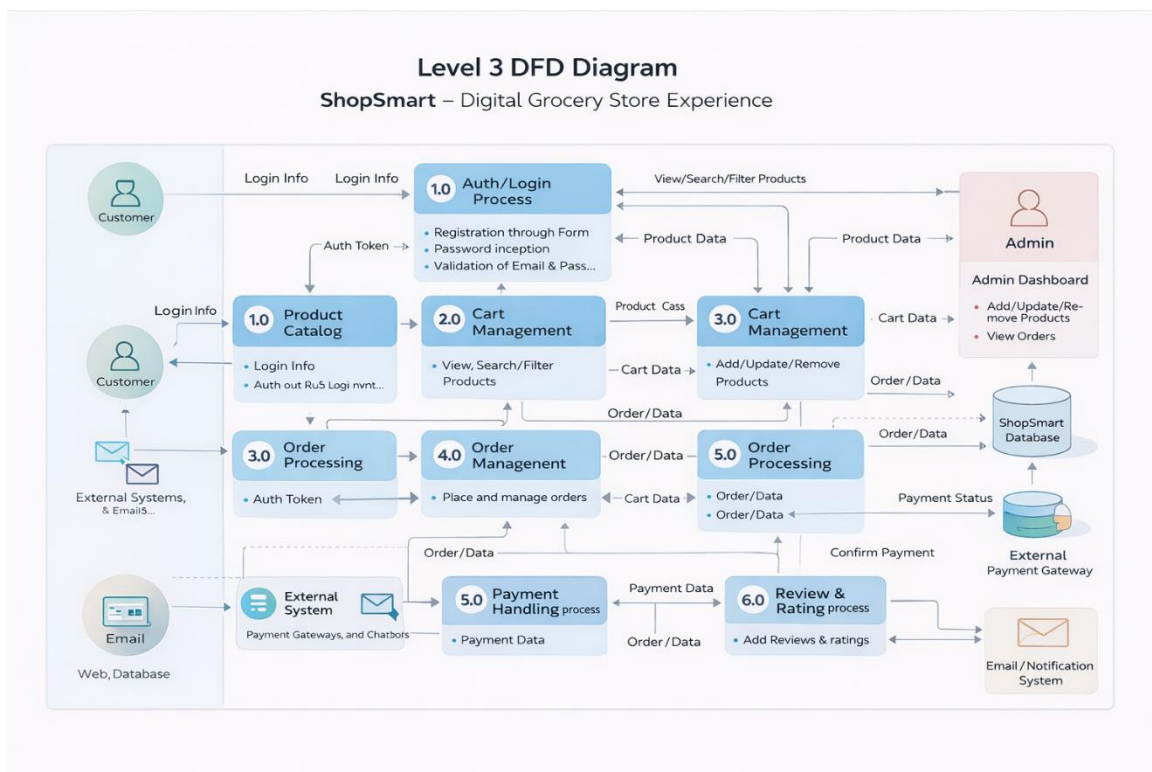 Level 3 DFD Diagram
ShopSmart – Digital Grocery Store Experience
Customer
Login Info
Login Info
1.0 Auth/Login
Process
• Registration through Form
• Password inception
• Validation of Email & Pass...
View/Search/Filter Products
Admin
Admin Dashboard
• Add/Update/Re-
move Products
• View Orders
Auth Token
Product Data
Product Data
Login Info
Customer
1.0 Product
Catalog
• Login Info
• Auth out Ru5 Logi nvnt...
2.0 Cart
Management
• View, Search/Filter
Products
Product Cass
Cart Data
3.0 Cart
Management
• Add/Update/Remove
Products
Cart Data
Order/Data
Order/Data
ShopSmart
Database
External Systems,
& Email5...
3.0 Order
Processing
• Auth Token
4.0 Order
Management
• Place and manage orders
Order/Data
Cart Data
5.0 Order
Processing
• Order/Data
• Order/Data
Order/Data
Payment Status
External
Payment Gateway
Order/Data
Confirm Payment
Email
Web, Database
External
System
Payment Gateways, and Chatbots
5.0 Payment
Handling process
• Payment Data
Payment Data
Order/Data
6.0 Review &
Rating process
• Add Reviews & ratings
Email/Notification
System